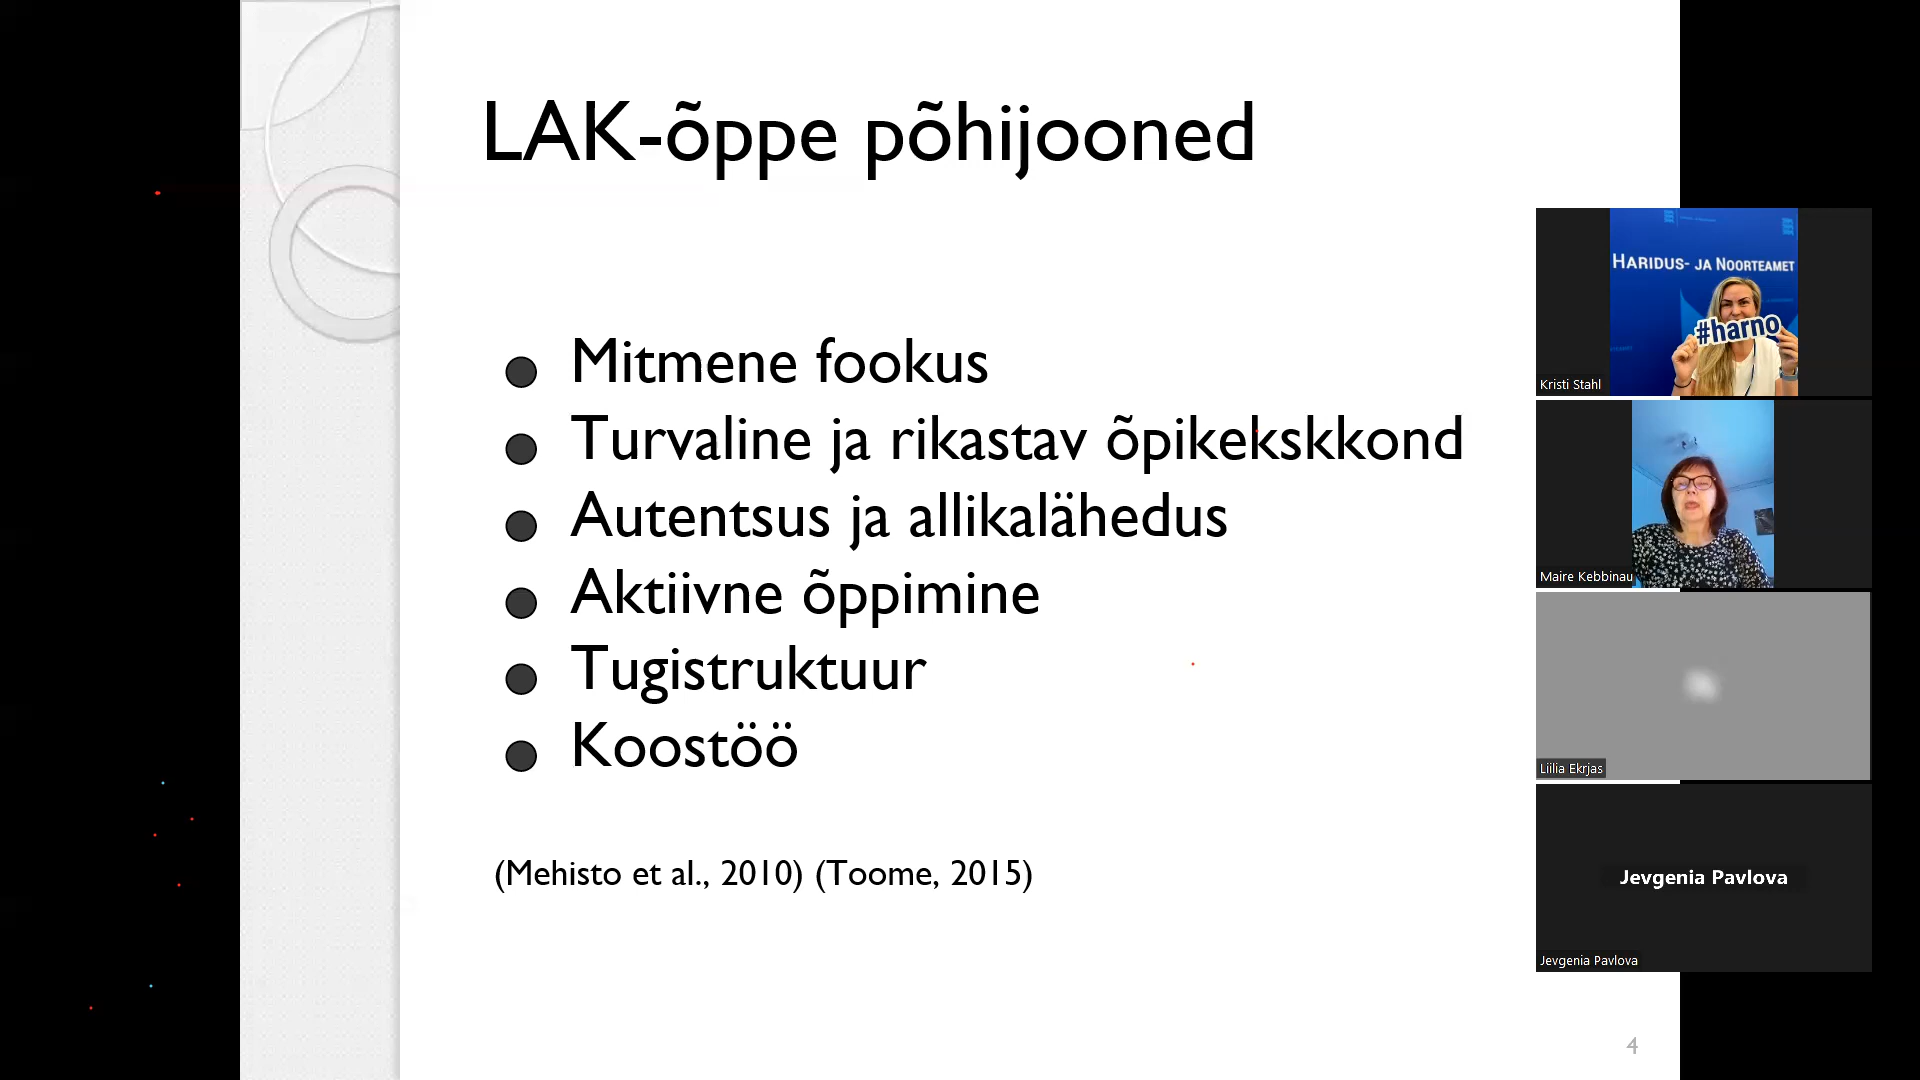 LAK-õppe põhijooned
Mitmene fookus
Turvaline ja rikastav õpikekskkond
Autentsus ja allikalähedus
Aktiivne õppimine
Tugistruktuur
Koostöö
(Mehisto et al., 2010) (Toome, 2015)
4
HARIDUS- JA NOORTEAMET
#harno
Kristi Stahl
Maire Kebbinau
Liilia Ekrjas
Jevgenia Pavlova
Jevgenia Pavlova